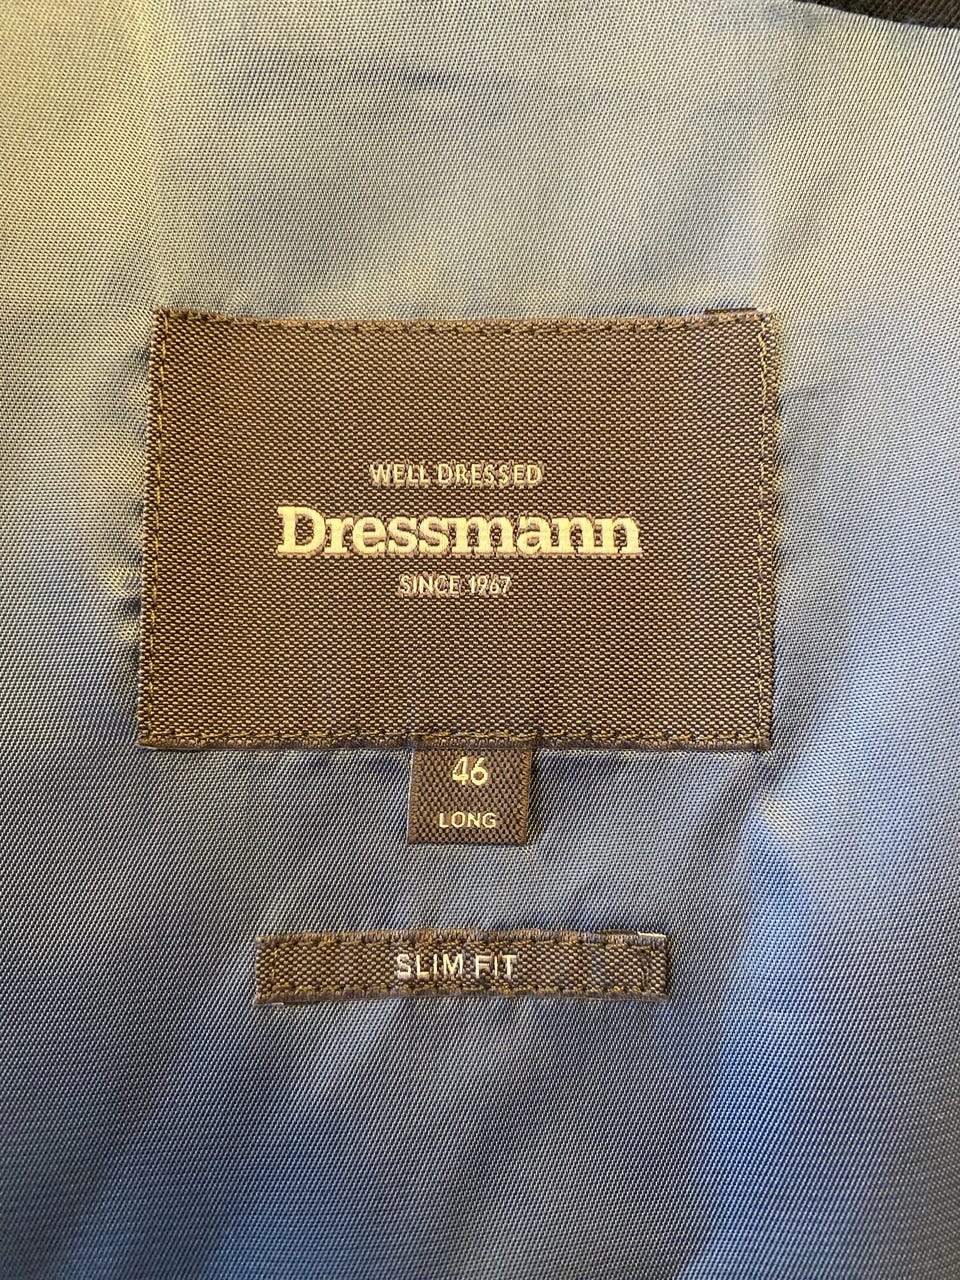 WELL DRESSED
Dressmann
SINCE 1967
46
LONG
SLIM FIT